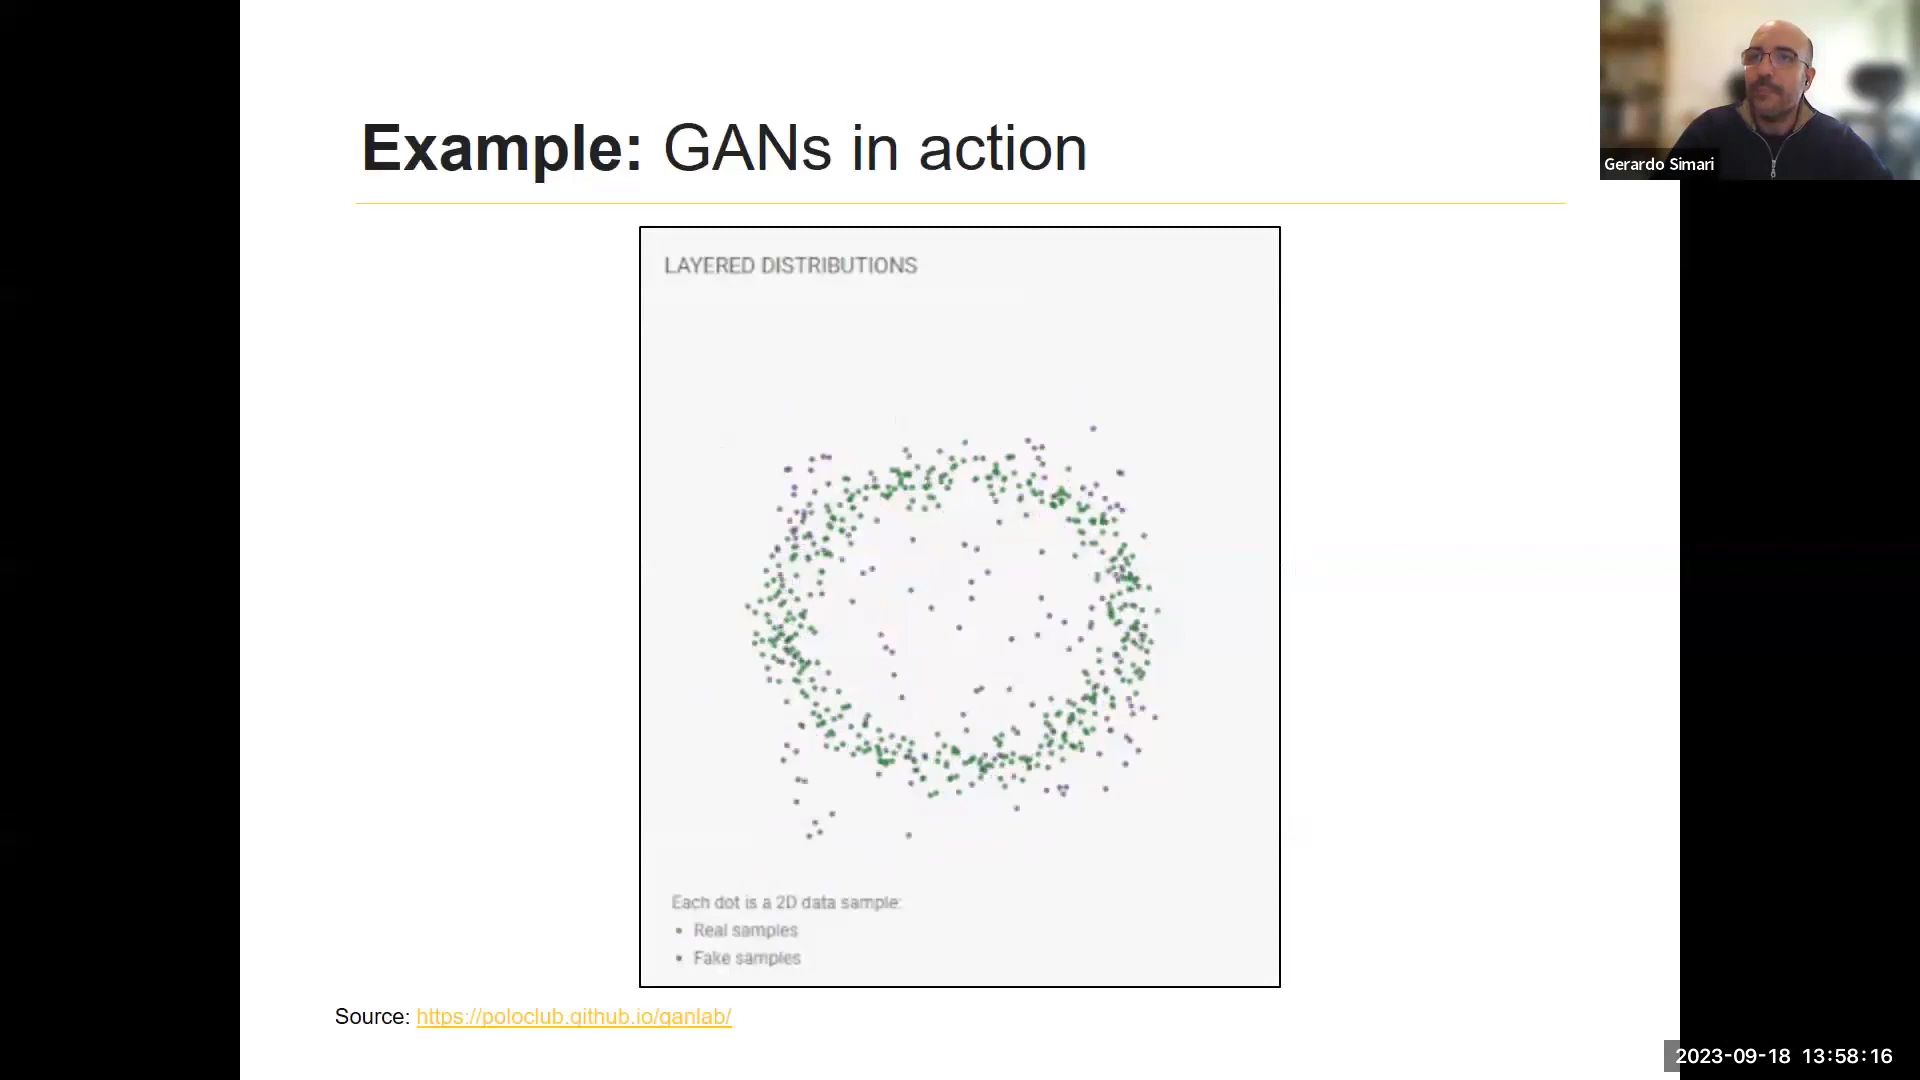 Example: GANs in action
Gerardo Simari
LAYERED DISTRIBUTIONS
Each dot is a 2D data sample:
• Real samples
• Fake samples
Source: https://poloclub.github.io/ganlab/
2023-09-18 13:58:16